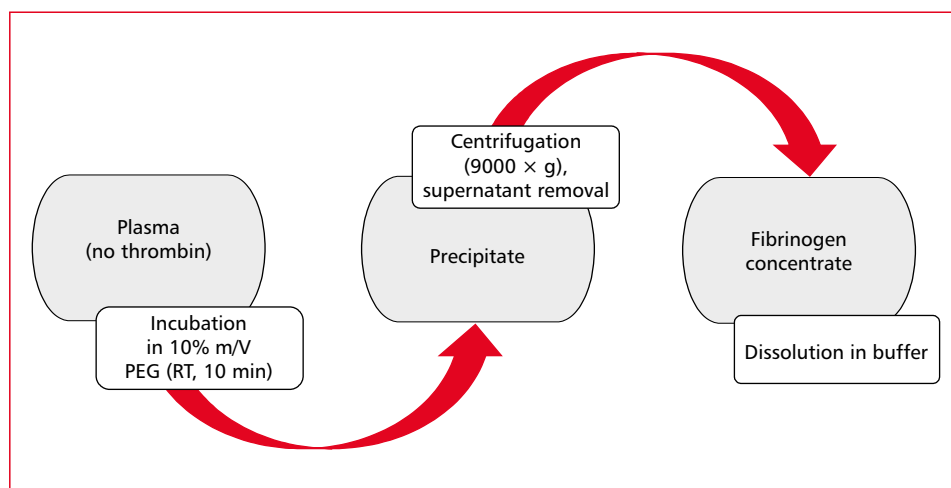 Plasma
(no thrombin)
Incubation
in 10% m/V
PEG (RT, 10 min)
Precipitate
Centrifugation
(9000 × g),
supernatant removal
Fibrinogen
concentrate
Dissolution in buffer